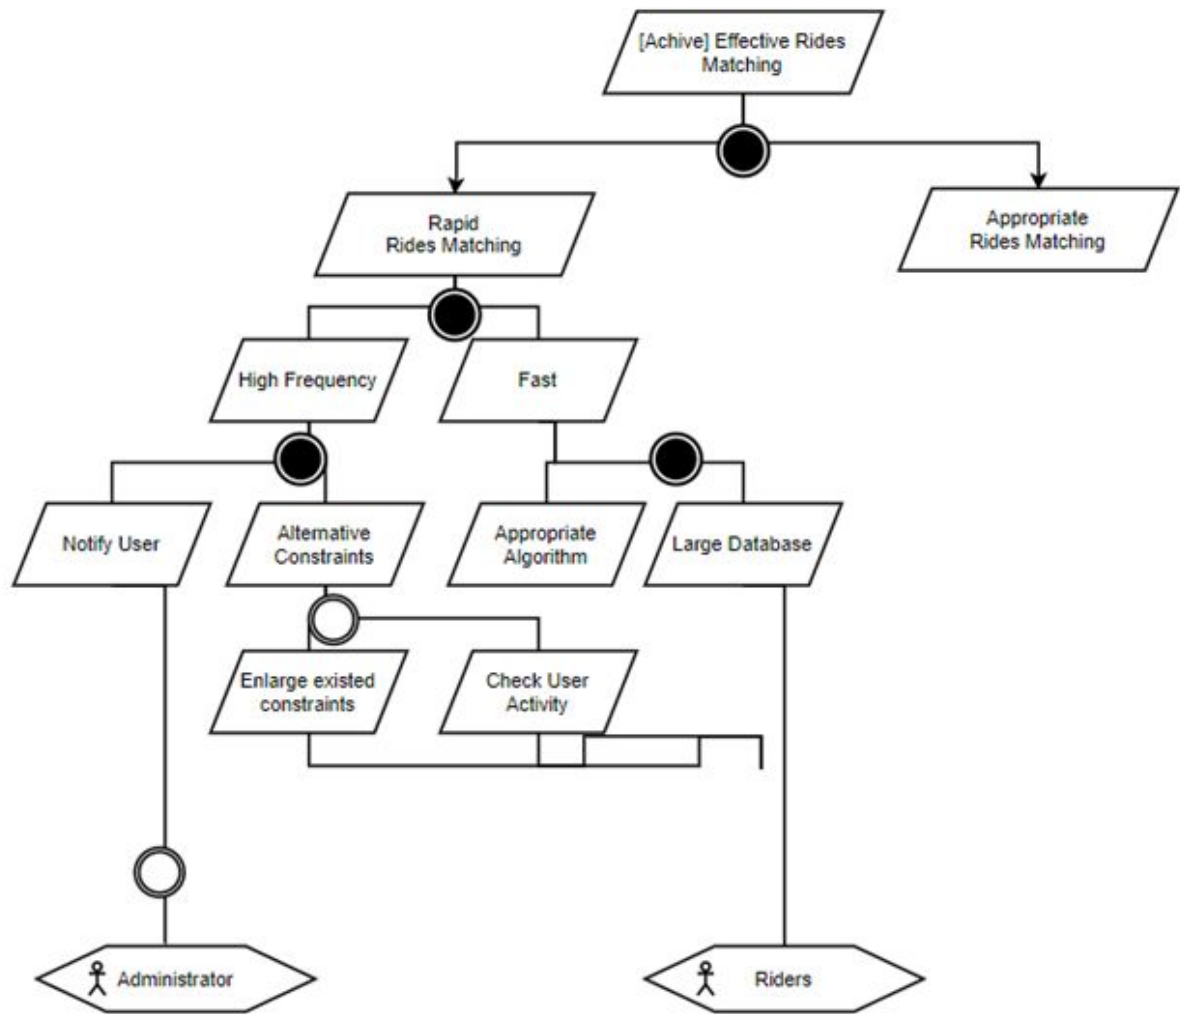 [Achive] Effective Rides
Matching
Rapid
Rides Matching
Appropriate
Rides Matching
High Frequency
Fast
Notify User
Alternative
Constraints
Appropriate
Algorithm
Large Database
Enlarge existed
constraints
Check User
Activity
Administrator
Riders